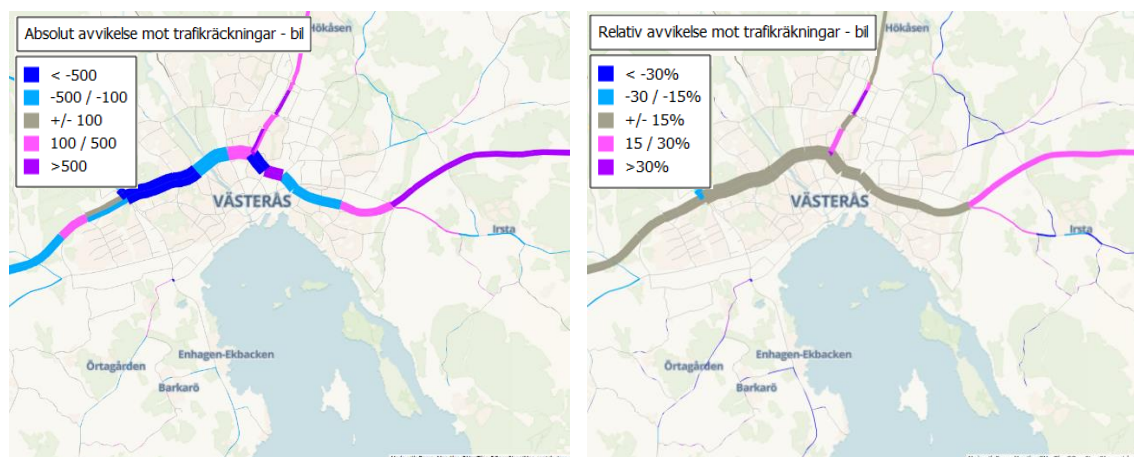 Absolut avvikelse mot trafikräckningar - bil
Hökåsen
< -500
-500 / -100
+/- 100
100 / 500
>500
VÄSTERÅS
Irsta
Enhagen-Ekbacken
Örtagården
Barkarö
Relativ avvikelse mot trafikräkningar - bil
Hökåsen
< -30%
-30 / -15%
+/- 15%
15 / 30%
>30%
VÄSTERÅS
Irsta
Enhagen-Ekbacken
Örtagården
Barkarö